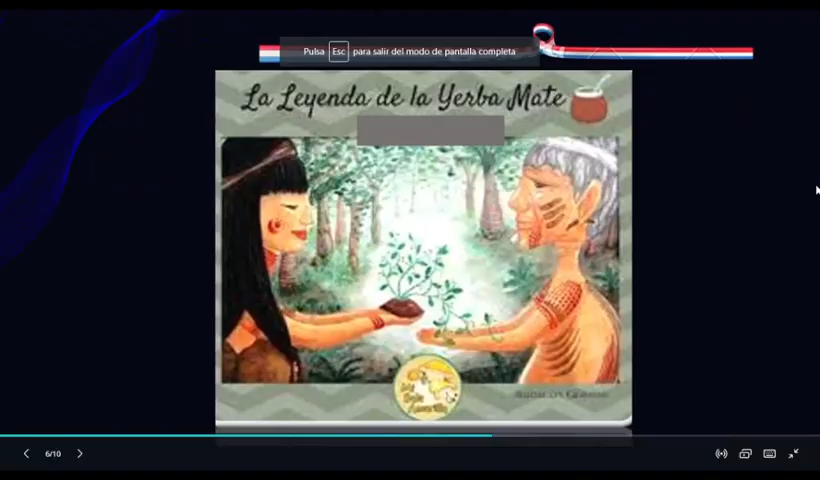 Pulsa Esc para salir del modo de pantalla completa
La Leyenda de la Yerba Mate
6/10